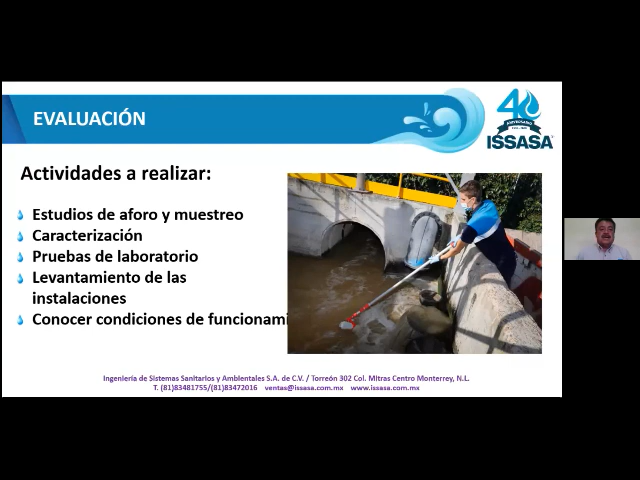 EVALUACIÓN
40
ANIVERSARIO
ISSASA
Actividades a realizar:
Estudios de aforo y muestreo
Caracterización
Pruebas de laboratorio
Levantamiento de las
instalaciones
Conocer condiciones de funcionami
Ingeniería de Sistemas Sanitarios y Ambientales S.A. de C.V. / Torreón 302 Col. Mitras Centro Monterrey, N.L.
T. (81)83481755/(81)83472016 ventas@issasa.com.mx www.issasa.com.mx